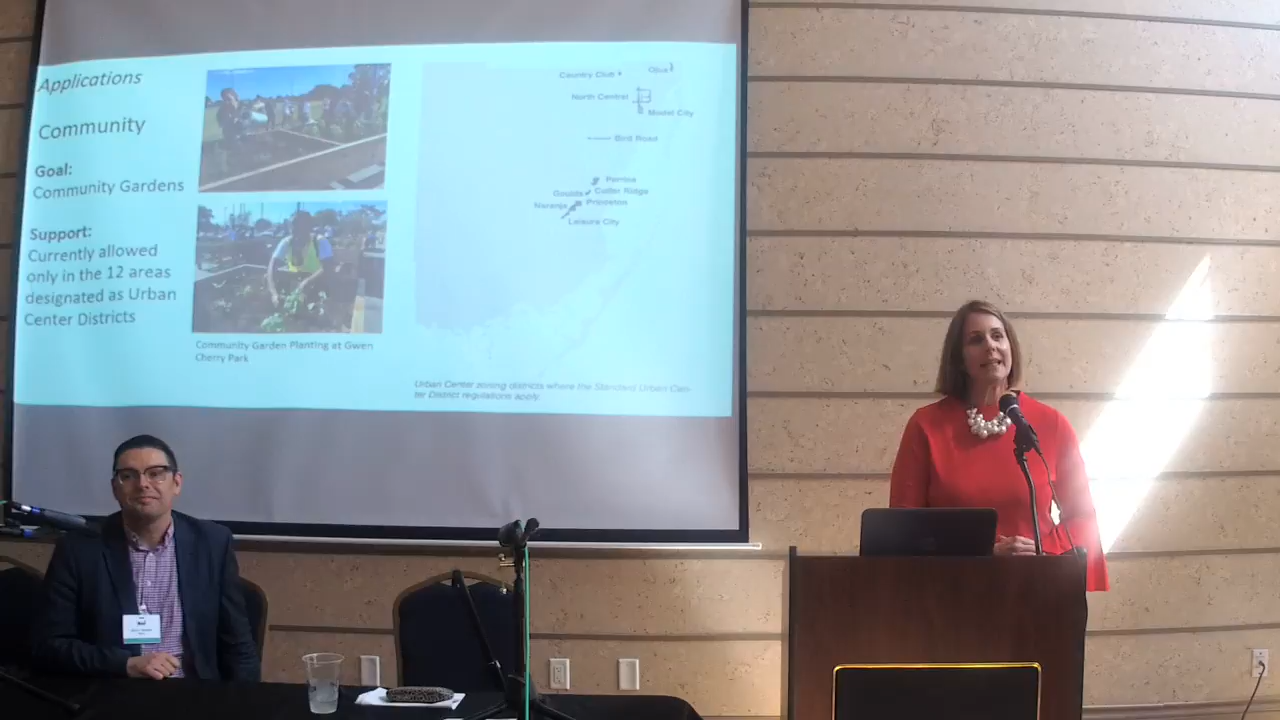 Applications
Community
Goal:
Community Gardens
Support:
Currently allowed
only in the 12 areas
designated as Urban
Center Districts
Community Garden Planting at Gwen
Cherry Park
Country Club
Ojus
North Central
Model City
Bird Road
Perrine
Goulds
Cutler Ridge
Naranja
Princeton
Leisure City
Urban Center zoning districts where the Standard Urban Cen-
ter District regulations apply.